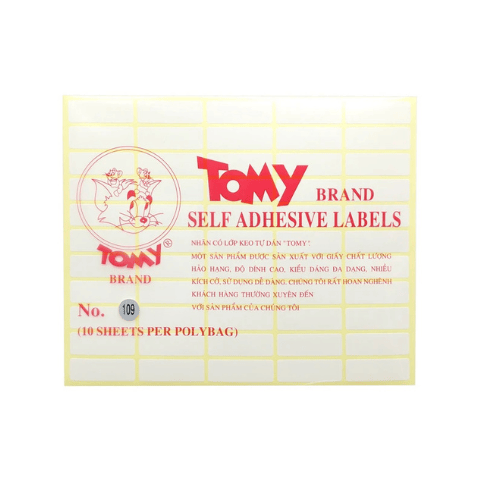 TOMY BRAND
SELF ADHESIVE LABELS
TOMY ®
BRAND
NHÃN CÓ LỚP KEO TỰ DÁN "TOMY"
MỘT SẢN PHẨM ĐƯỢC SẢN XUẤT VỚI GIẤY CHẤT LƯỢNG
HẢO HẠNG, ĐỘ DÍNH CAO, KIỂU DÁNG ĐA DẠNG, NHIỀU
KÍCH CỠ, SỬ DỤNG DỄ DÀNG, CHÚNG TÔI RẤT HOAN NGHÊNH
KHÁCH HÀNG THƯỜNG XUYÊN ĐẾN
VỚI SẢN PHẨM CỦA CHÚNG TÔI
No. 109
(10 SHEETS PER POLYBAG)